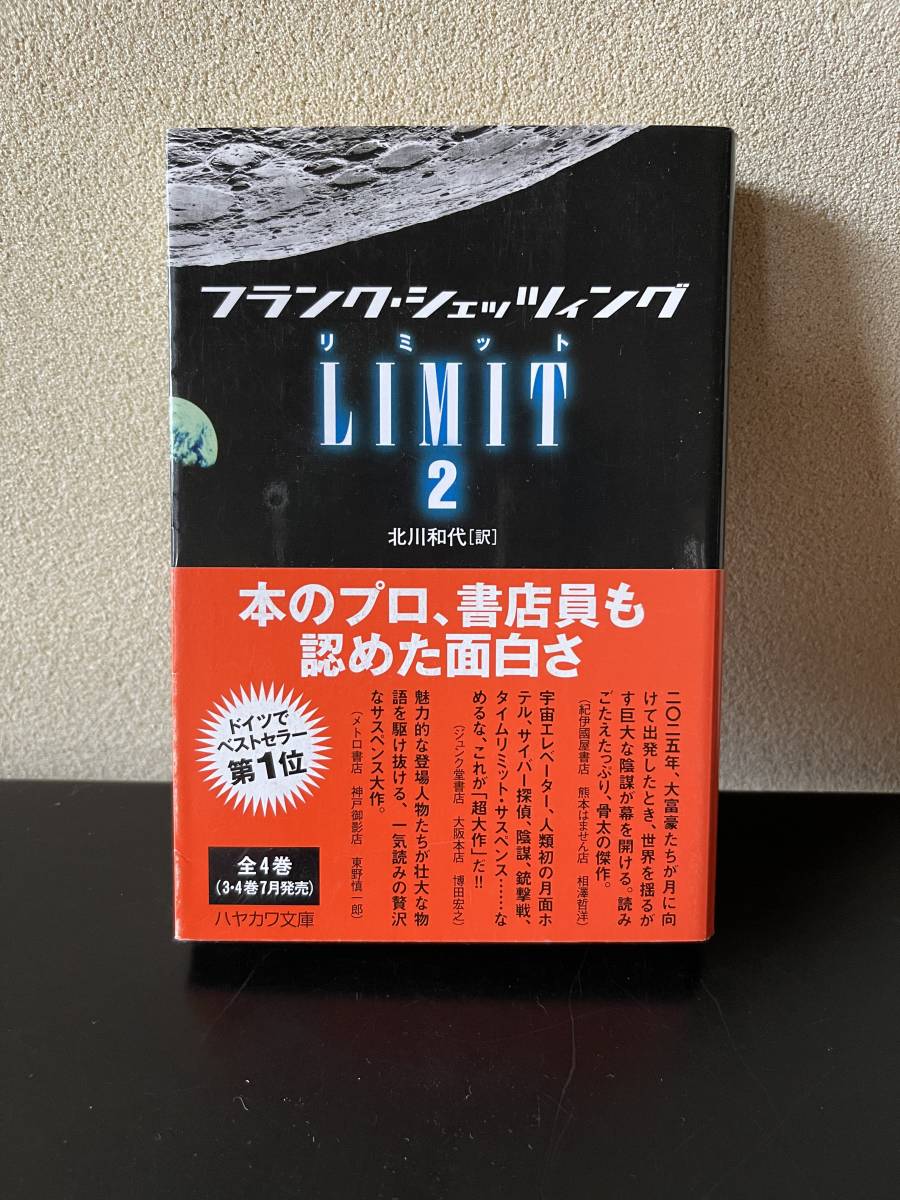 フランク・シェッツィング
リミット
LIMIT
2
北川和代[訳]
本のプロ、書店員も
認めた面白さ
二〇二五年、大富豪たちが月に向
けて出発したとき、世界を揺るが
す巨大な陰謀が幕を開ける。読み
ごたえたっぷり、骨太の傑作。
（紀伊國屋書店　熊本はません店　相澤哲洋）
宇宙エレベーター、人類初の月面ホ
テル、サイバー探偵、陰謀、銃撃戦、
タイムリミット・サスペンス……な
めるな、これが「超大作」だ!!
（ジュンク堂書店　大阪本店　博田宏之）
魅力的な登場人物たちが壮大な物
語を駆け抜ける、一気読みの贅沢
なサスペンス大作。
（メトロ書店　神戸御影店　東野慎一郎）
ドイツで
ベストセラー
第1位
全4巻
（3・4巻7月発売）
ハヤカワ文庫